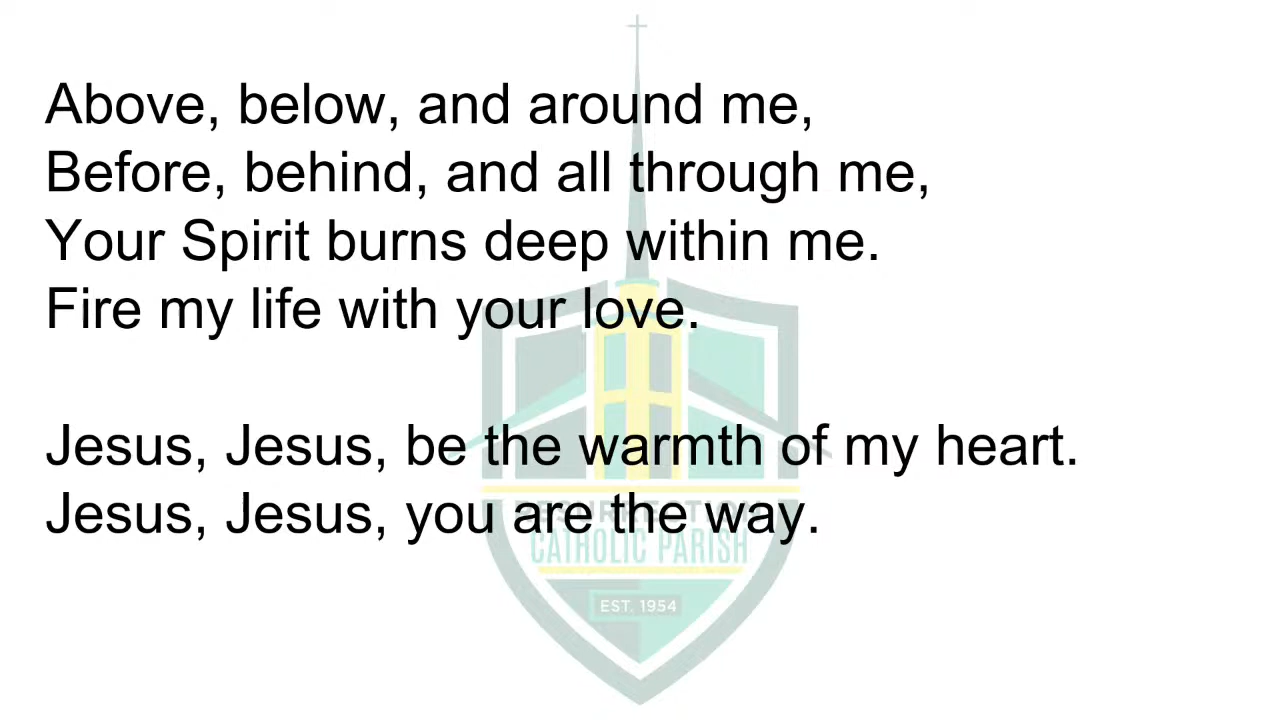 Above, below, and around me,
Before, behind, and all through me,
Your Spirit burns deep within me.
Fire my life with your love.
Jesus, Jesus, be the warmth of my heart.
Jesus, Jesus, you are the way.
RESURRECTION
CATHOLIC PARISH
EST. 1954